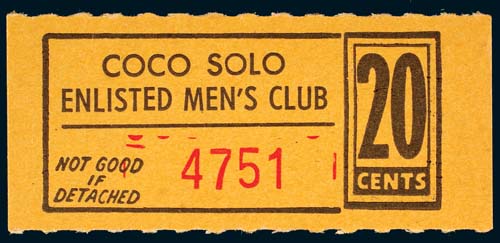 COCO SOLO
ENLISTED MEN'S CLUB
NOT GOOD
IF
DETACHED
4751
20
CENTS